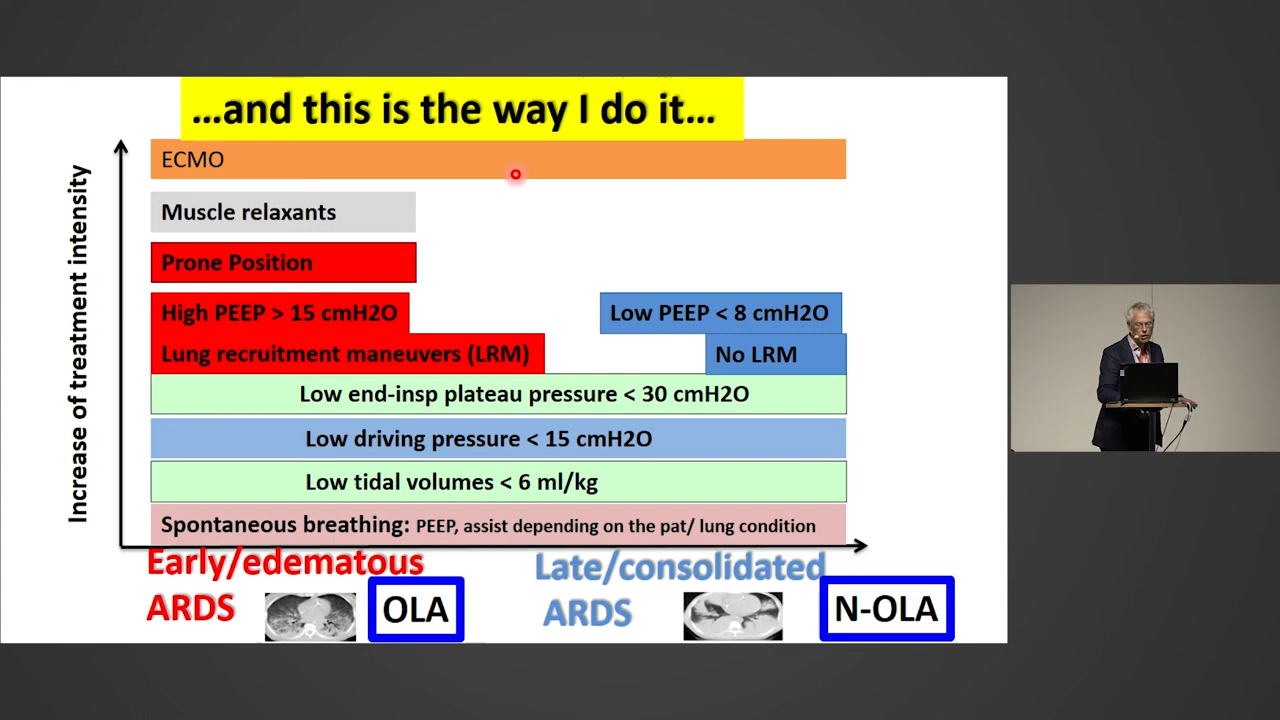 ...and this is the way I do it...
Increase of treatment intensity
ECMO
Muscle relaxants
Prone Position
High PEEP > 15 cmH2O
Low PEEP < 8 cmH2O
Lung recruitment maneuvers (LRM)
No LRM
Low end-insp plateau pressure < 30 cmH2O
Low driving pressure < 15 cmH2O
Low tidal volumes < 6 ml/kg
Spontaneous breathing: PEEP, assist depending on the pat/ lung condition
Early/edematous
ARDS
OLA
Late/consolidated
ARDS
N-OLA